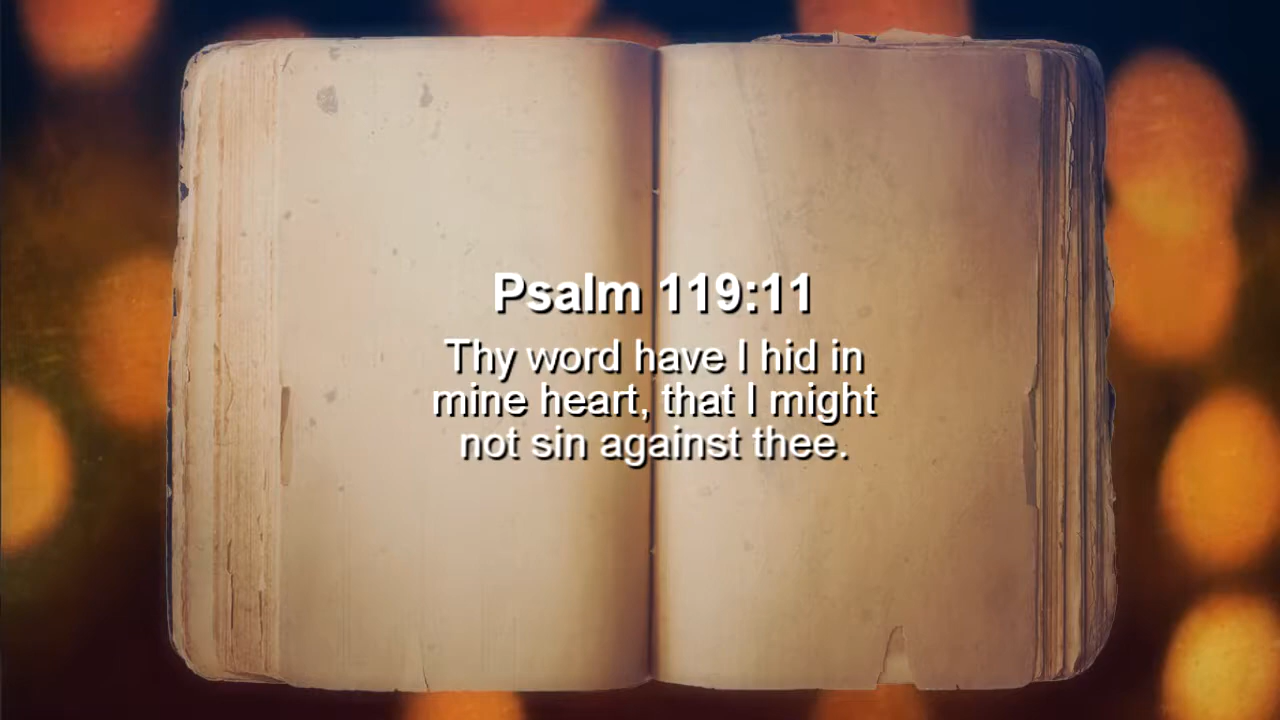 Psalm 119:11
Thy word have I hid in
mine heart, that I might
not sin against thee.